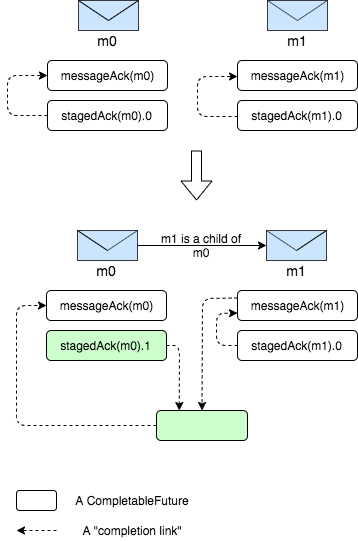 m0
m1
messageAck(m0)
messageAck(m1)
stagedAck(m0).0
stagedAck(m1).0
m1 is a child of
m0
m0
m1
messageAck(m0)
messageAck(m1)
stagedAck(m0).1
stagedAck(m1).0
A CompletableFuture
A "completion link"